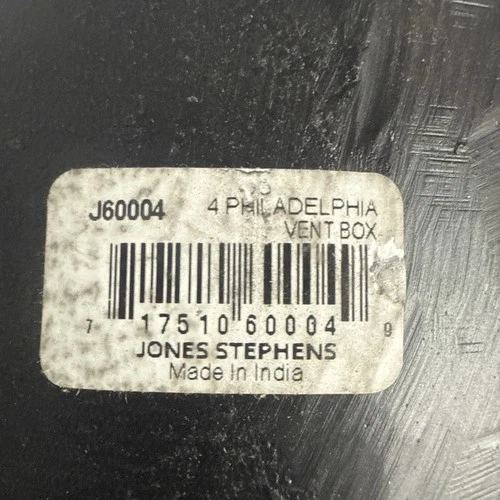 J60004 4 PHILADELPHIA
VENT BOX
7 17510 60004 9
JONES STEPHENS
Made In India